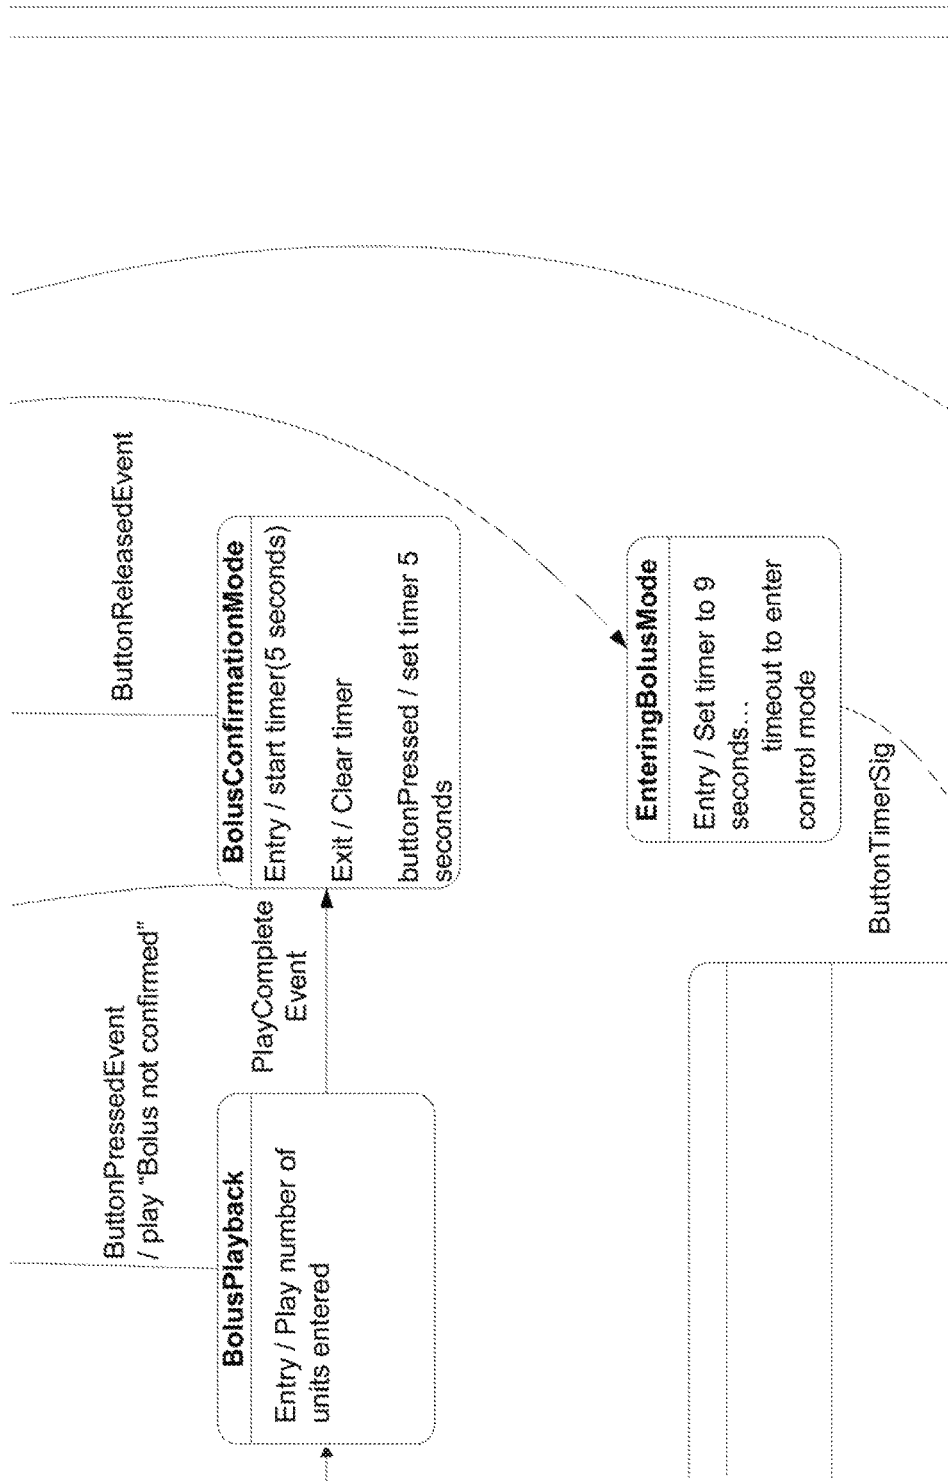 ButtonPressedEvent
/ play "Bolus not confirmed"
ButtonReleasedEvent
BolusPlayback
Entry / Play number of
units entered
PlayComplete
Event
BolusConfirmationMode
Entry / start timer(5 seconds)
Exit / Clear timer
buttonPressed / set timer 5
seconds
EnteringBolusMode
Entry / Set timer to 9
seconds...
timeout to enter
control mode
ButtonTimerSig